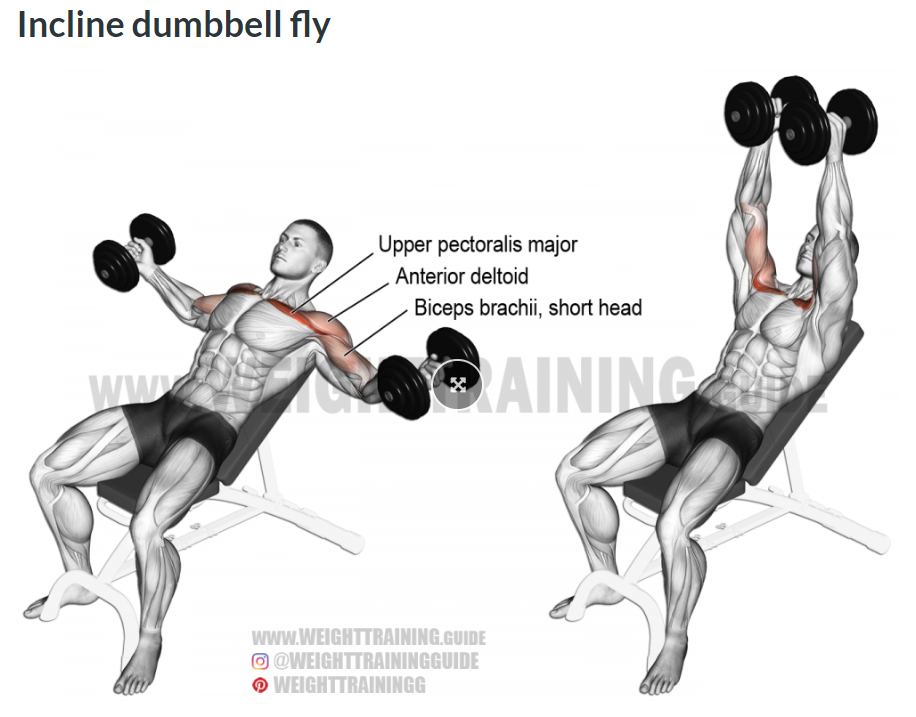 Incline dumbbell fly
Upper pectoralis major
Anterior deltoid
Biceps brachii, short head
WWW.WEIGHTTRAINING.GUIDE
@WEIGHTTRAININGGUIDE
WEIGHTTRAININGG